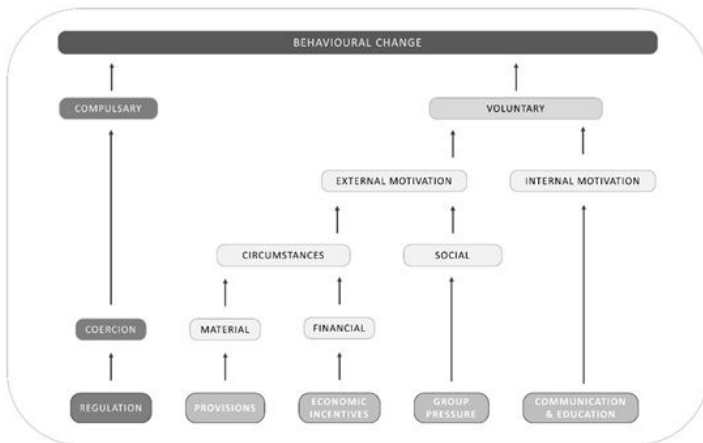 BEHAVIOURAL CHANGE
COMPULSARY
VOLUNTARY
EXTERNAL MOTIVATION
INTERNAL MOTIVATION
CIRCUMSTANCES
SOCIAL
COERCION
MATERIAL
FINANCIAL
REGULATION
PROVISIONS
ECONOMIC
INCENTIVES
GROUP
PRESSURE
COMMUNICATION
& EDUCATION